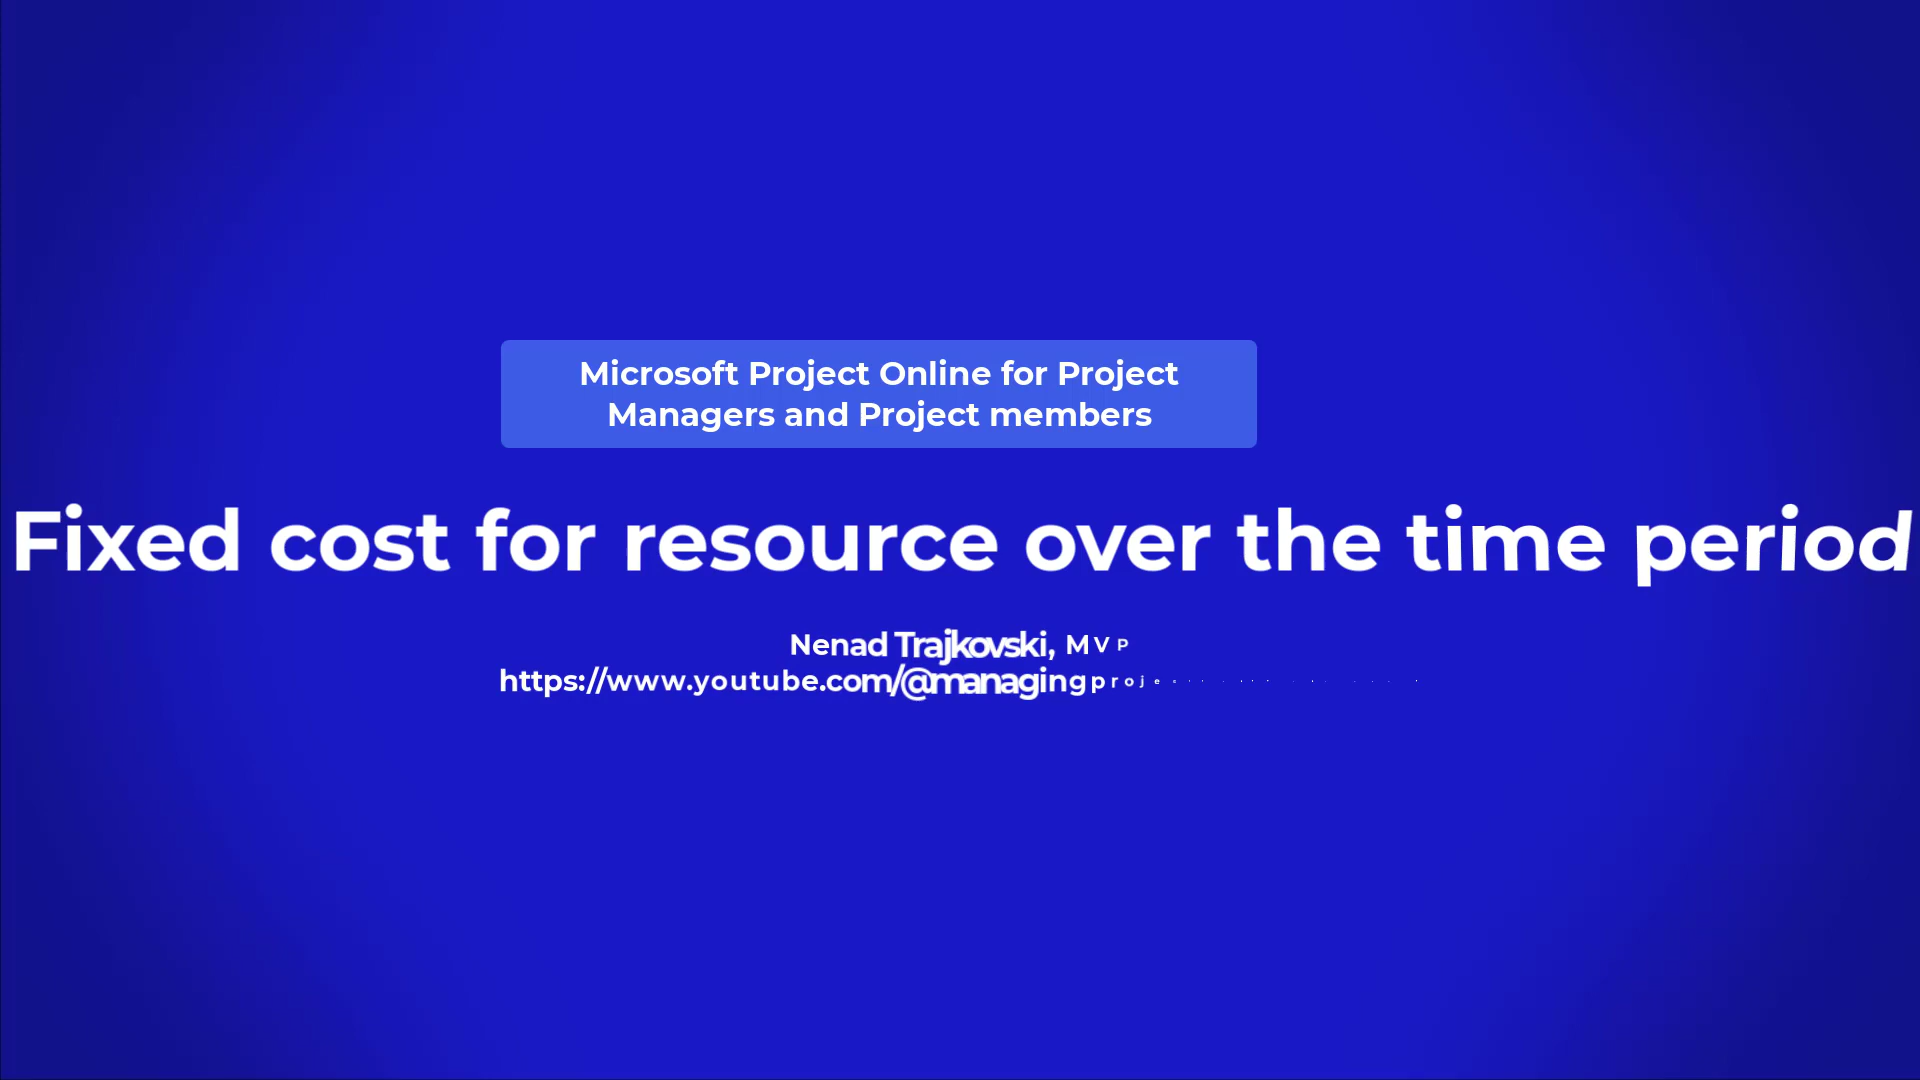 Microsoft Project Online for Project
Managers and Project members
Fixed cost for resource over the time period
Nenad Trajkovski, MVP
https://www.youtube.com/@managingproje